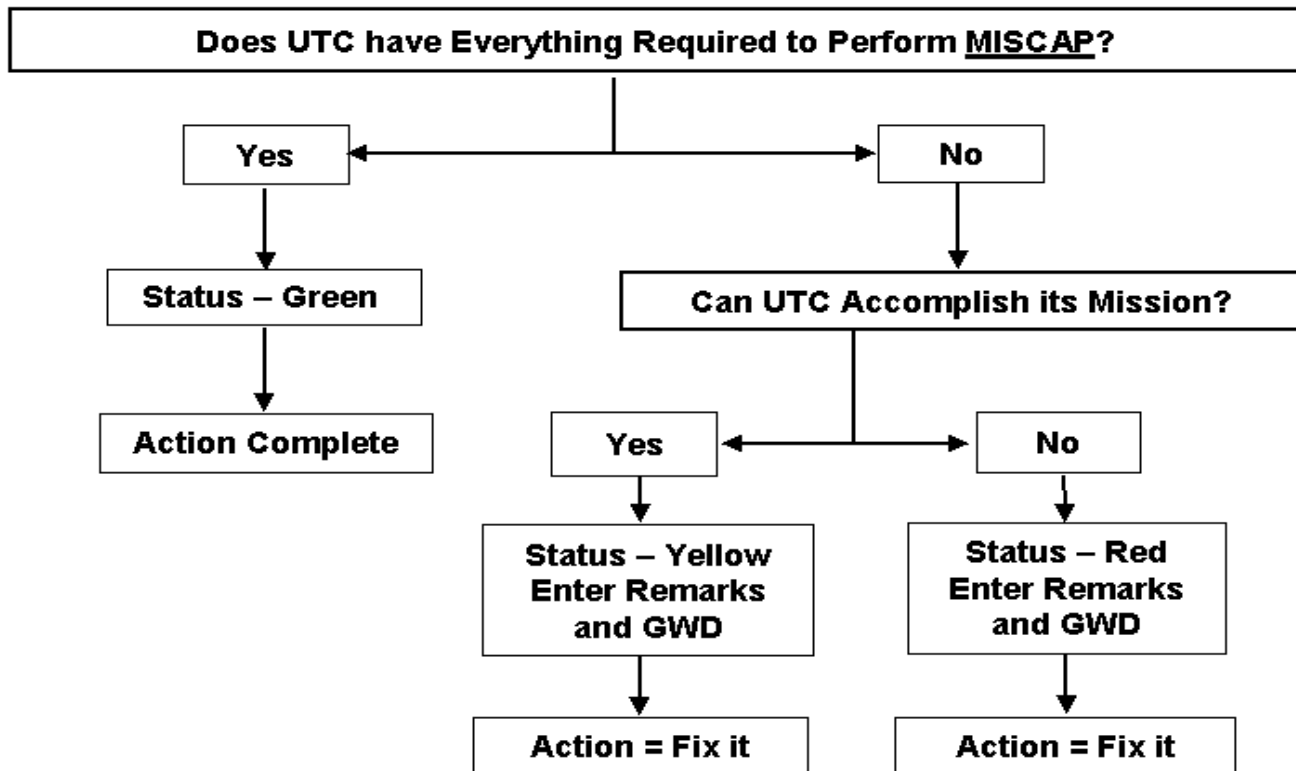 Does UTC have Everything Required to Perform MISCAP?
Yes
No
Status – Green
Can UTC Accomplish its Mission?
Action Complete
Yes
No
Status – Yellow
Enter Remarks
and GWD
Status – Red
Enter Remarks
and GWD
Action = Fix it
Action = Fix it